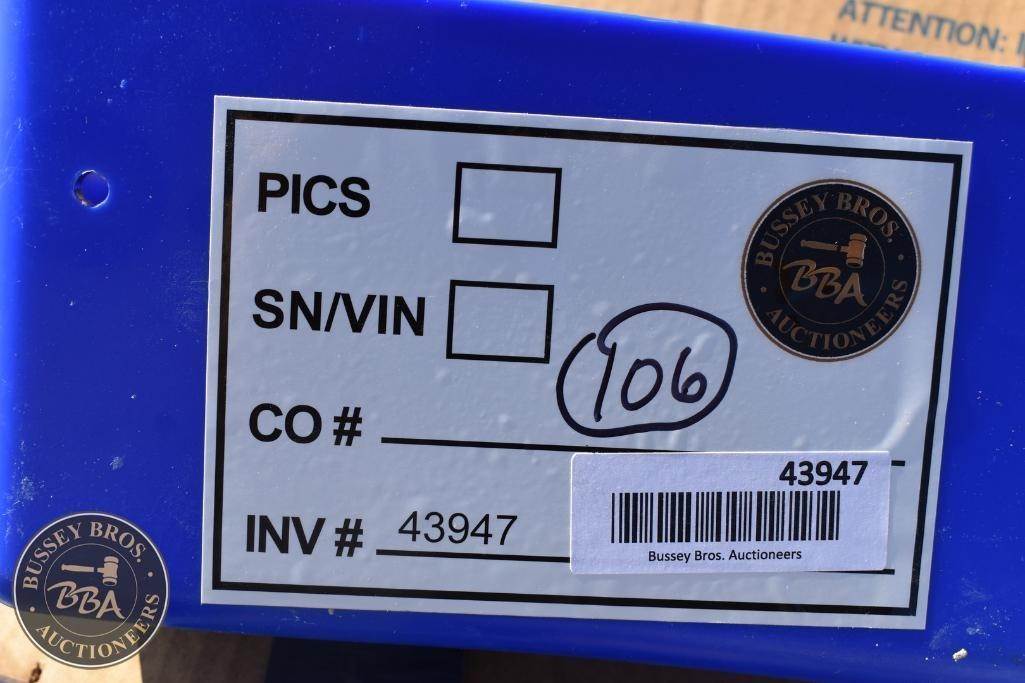 ATTENTION:
PICS
BUSSEY BROS.
BBA
AUCTIONEERS
SN/VIN
106
CO #
43947
INV # 43947
Bussey Bros. Auctioneers
BUSSEY BROS.
BBA
AUCTIONEERS